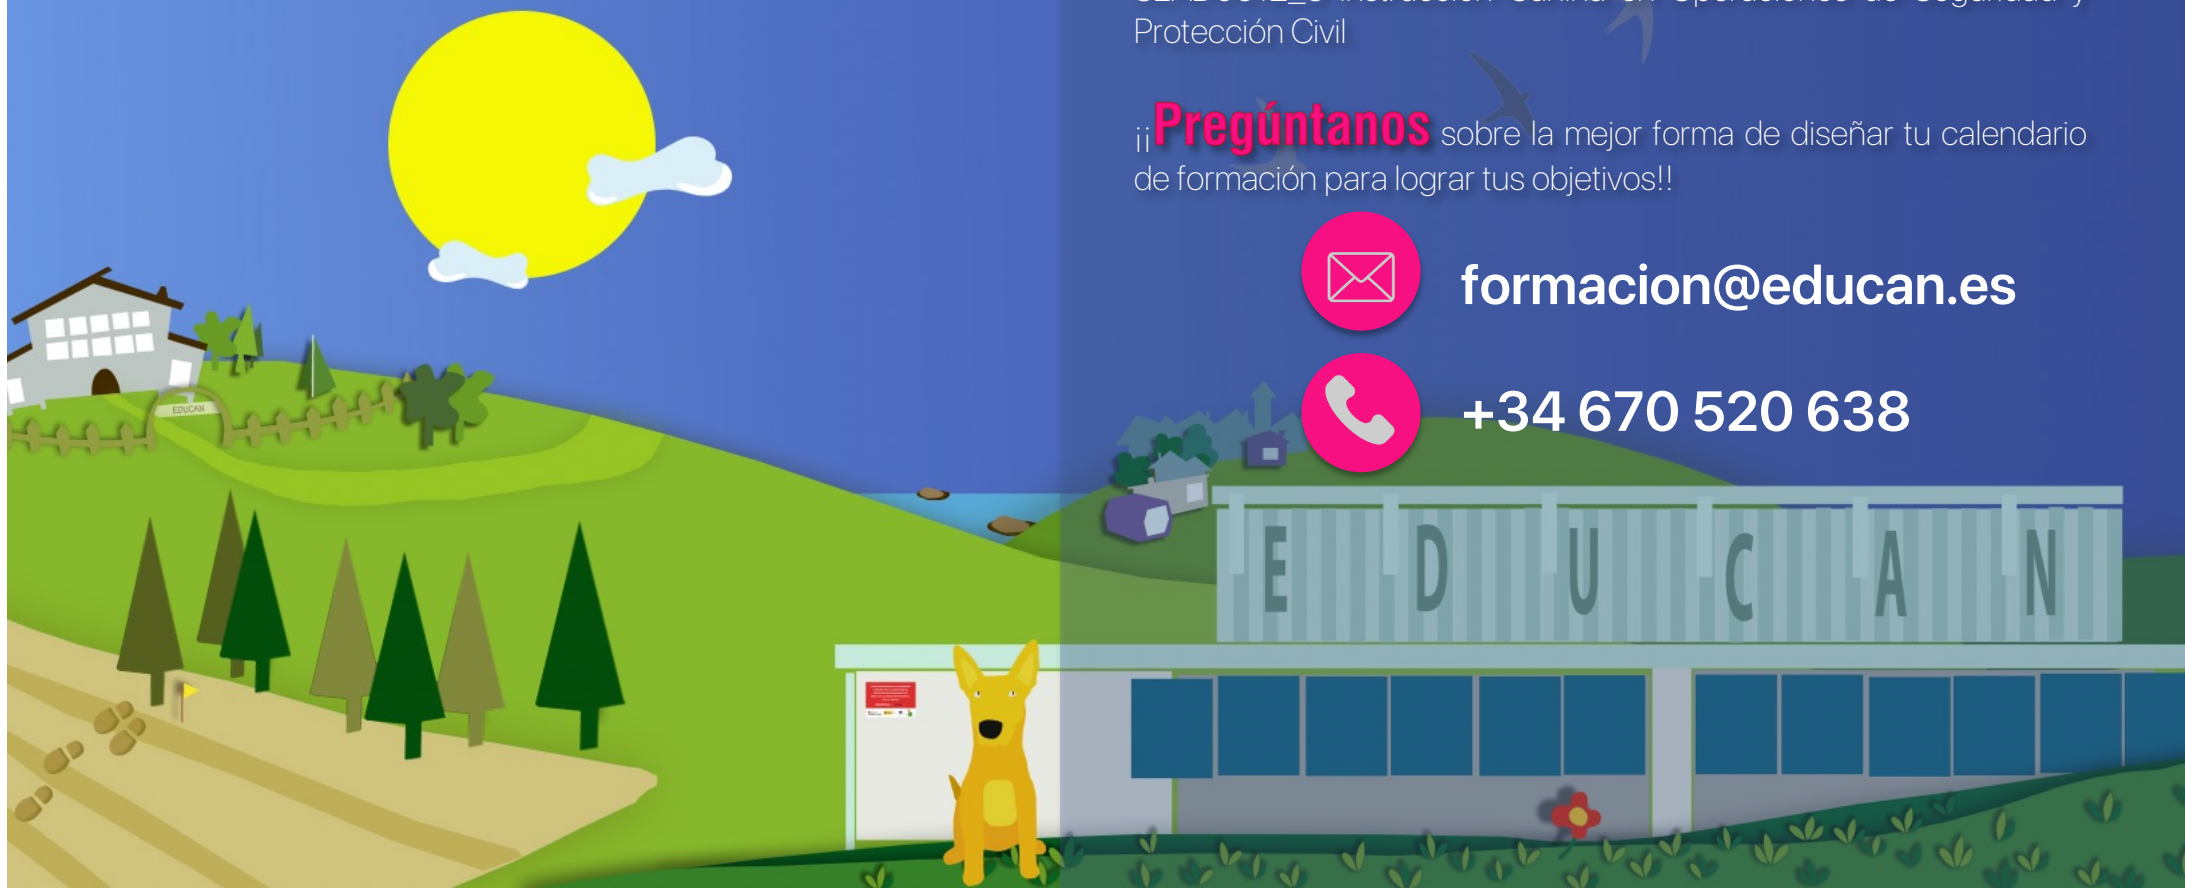 Protección Civil
¡¡Pregúntanos sobre la mejor forma de diseñar tu calendario
de formación para lograr tus objetivos!!
formacion@educan.es
+34 670 520 638
EDUCAN
EDUCAN